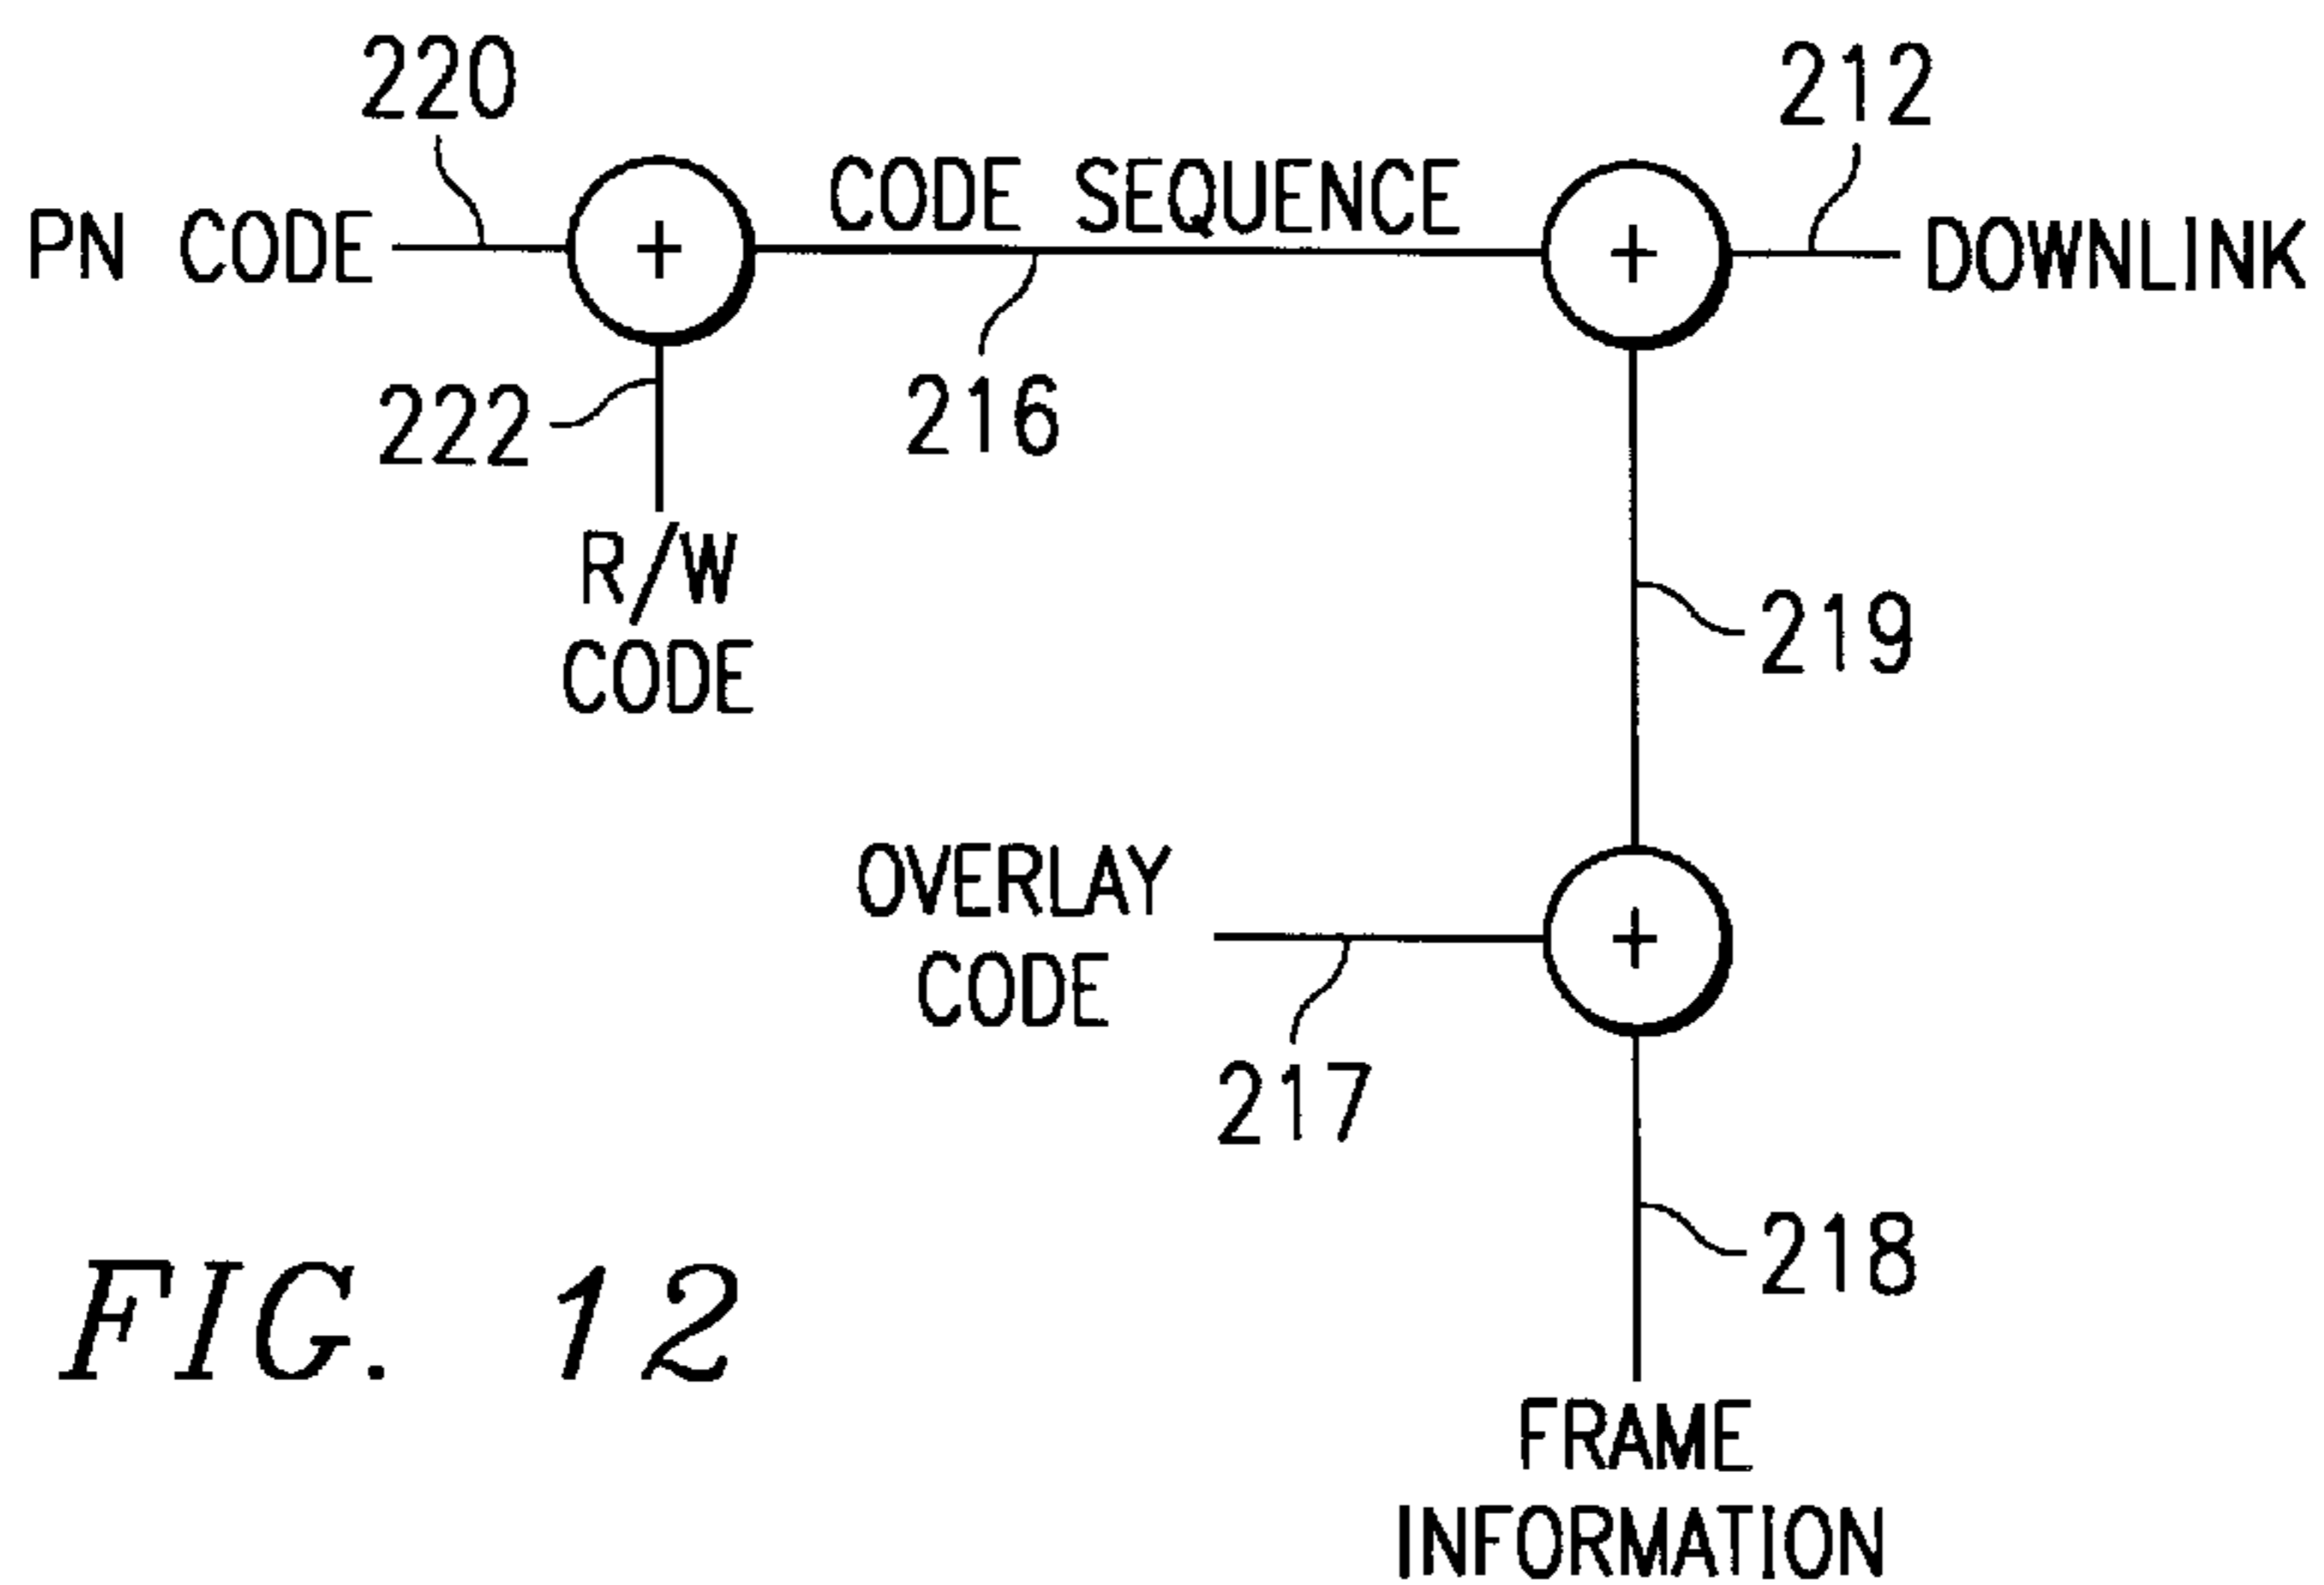 220
212
PN CODE
CODE SEQUENCE
DOWNLINK
222
216
R/W
CODE
219
OVERLAY
CODE
217
218
FIG. 12
FRAME
INFORMATION